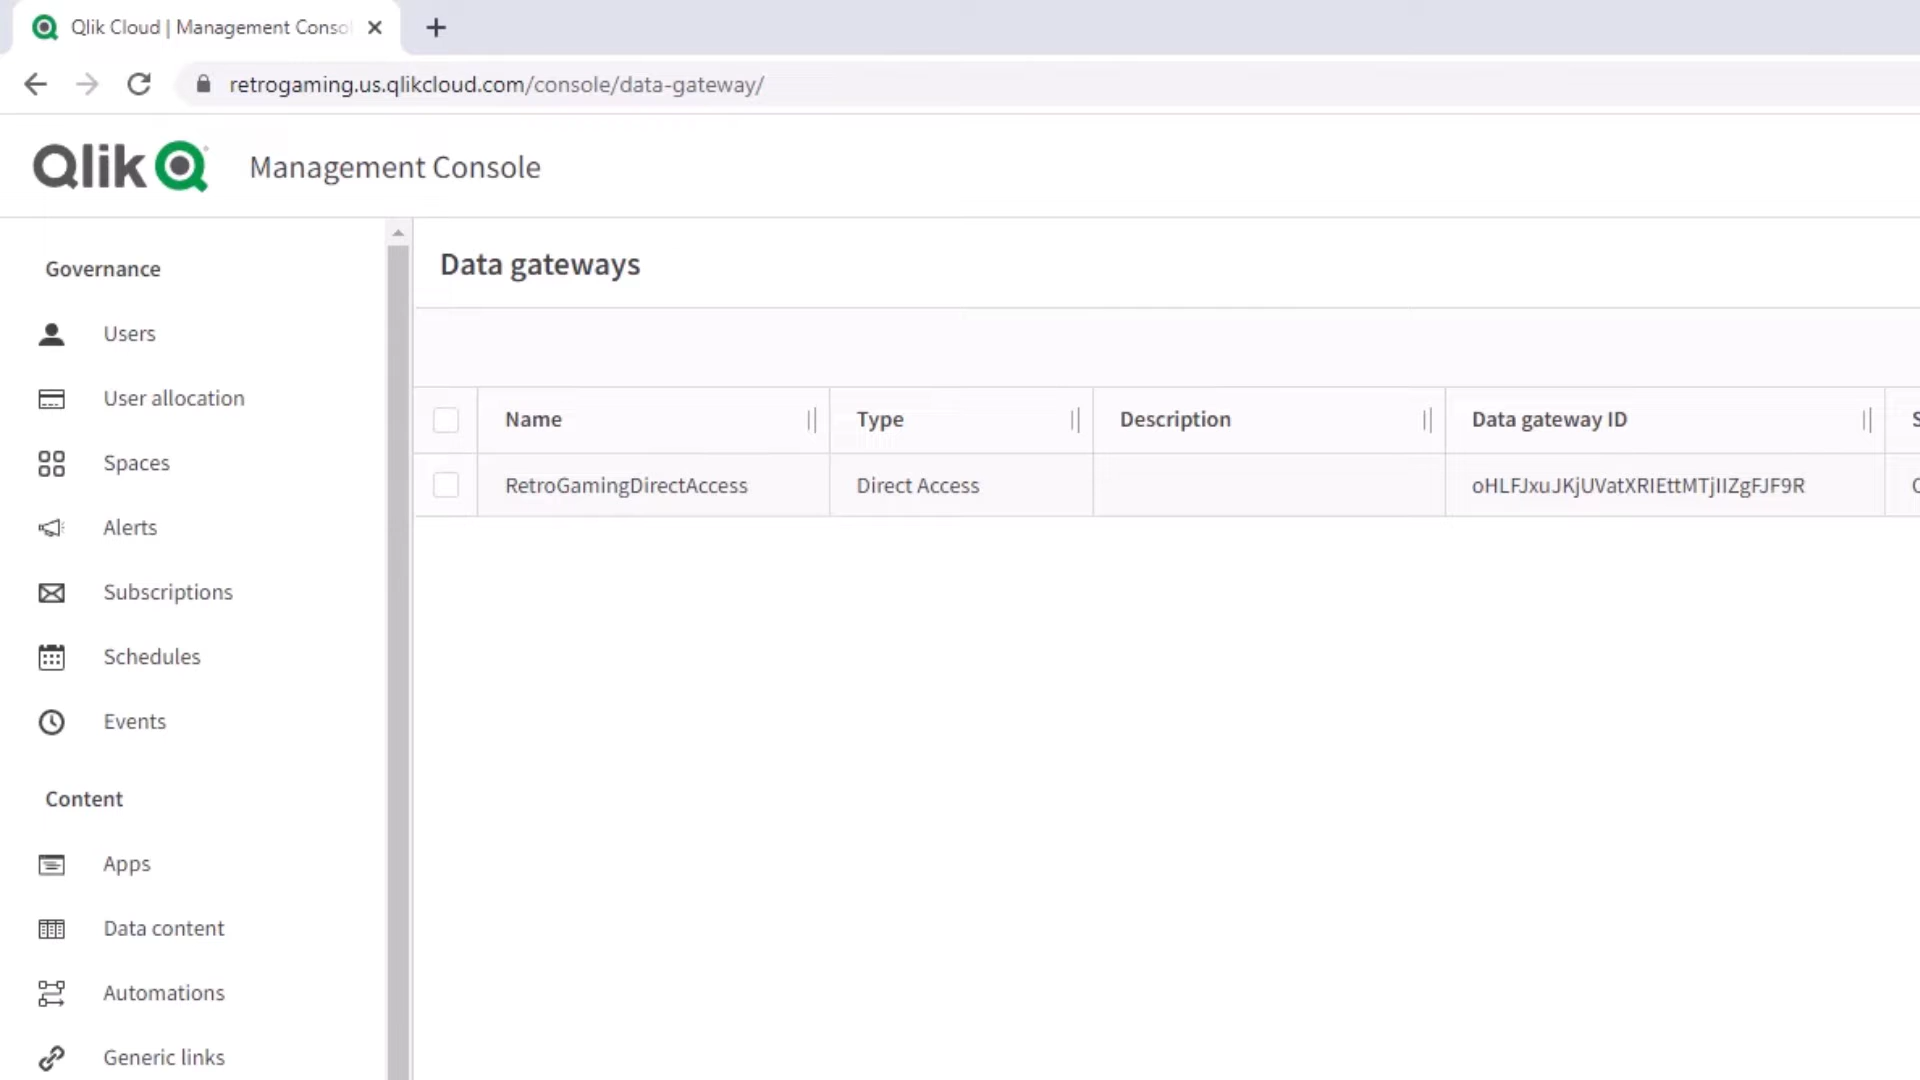 Qlik Cloud | Management Conso
retrogaming.us.qlikcloud.com/console/data-gateway/
Qlik Management Console
Governance
Users
User allocation
Spaces
Alerts
Subscriptions
Schedules
Events
Content
Apps
Data content
Automations
Generic links
Data gateways
Name Type Description Data gateway ID
RetroGamingDirectAccess Direct Access oHLFJxuJKjUVatXRIEttMTjIIZgFJF9R